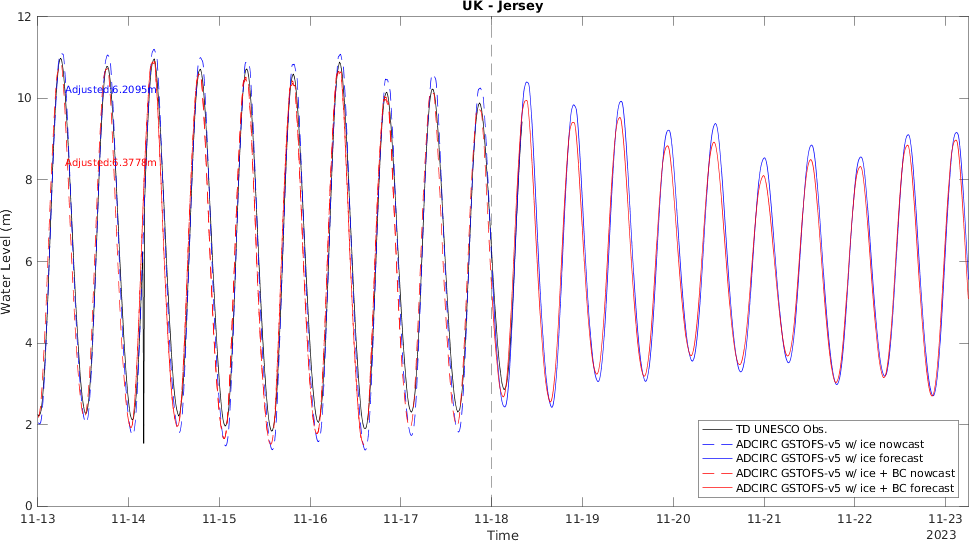 UK - Jersey
12
10
8
6
4
2
0
Water Level (m)
Adjusted:6.2095m
Adjusted:6.3778m
TD UNESCO Obs.
ADCIRC GSTOFS-v5 w/ ice nowcast
ADCIRC GSTOFS-v5 w/ ice forecast
ADCIRC GSTOFS-v5 w/ ice + BC nowcast
ADCIRC GSTOFS-v5 w/ ice + BC forecast
11-13 11-14 11-15 11-16 11-17 11-18 11-19 11-20 11-21 11-22 11-23
2023
Time